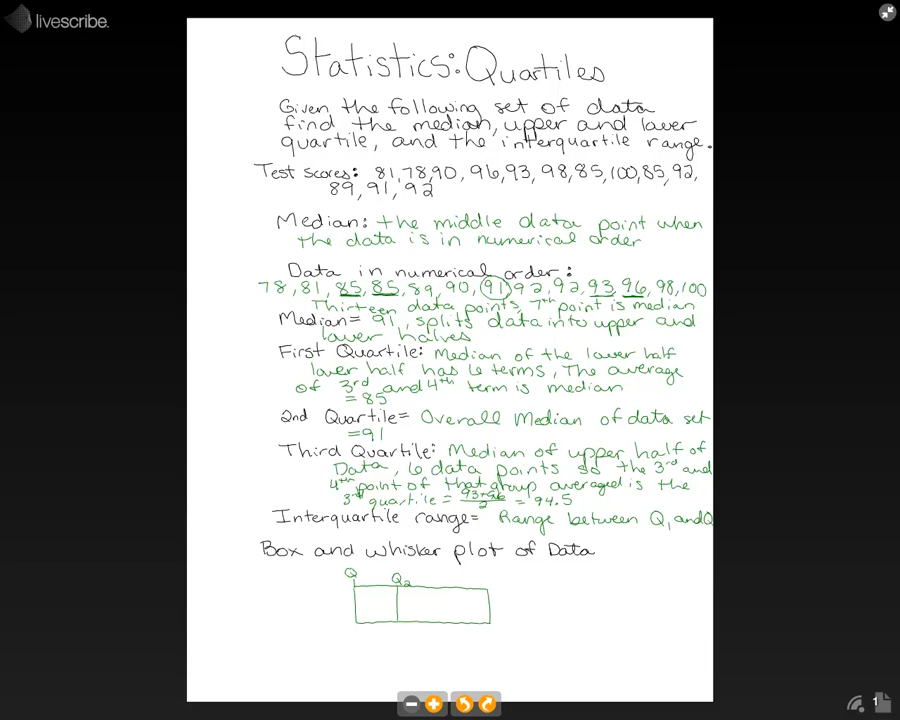 livescribe.
Statistics: Quartiles
Given the following set of data
find the median, upper and lower
quartile, and the interquartile range.
Test scores: 81, 78, 90, 96, 93, 98, 85, 100, 85, 92,
89, 91, 92
Median: the middle data point when
the data is in numerical order
Data in numerical order:
78, 81, 85, 85, 89, 90, 91, 92, 92, 93, 96, 98, 100
Thirteen data points, 7th point is median
Median= 91, splits data into upper and
lower halves
First Quartile: Median of the lower half
lower half has 6 terms, The average
of 3rd and 4th term is median
= 85
2nd Quartile= Overall Median of data set
=91
Third Quartile: Median of upper half of
Data, 6 data points so the 3rd and
4th point of that group averaged is the
3rd quartile = 93+96/2 = 94.5
Interquartile range= Range between Q1 and Q
Box and whisker plot of Data
Q Q2
1